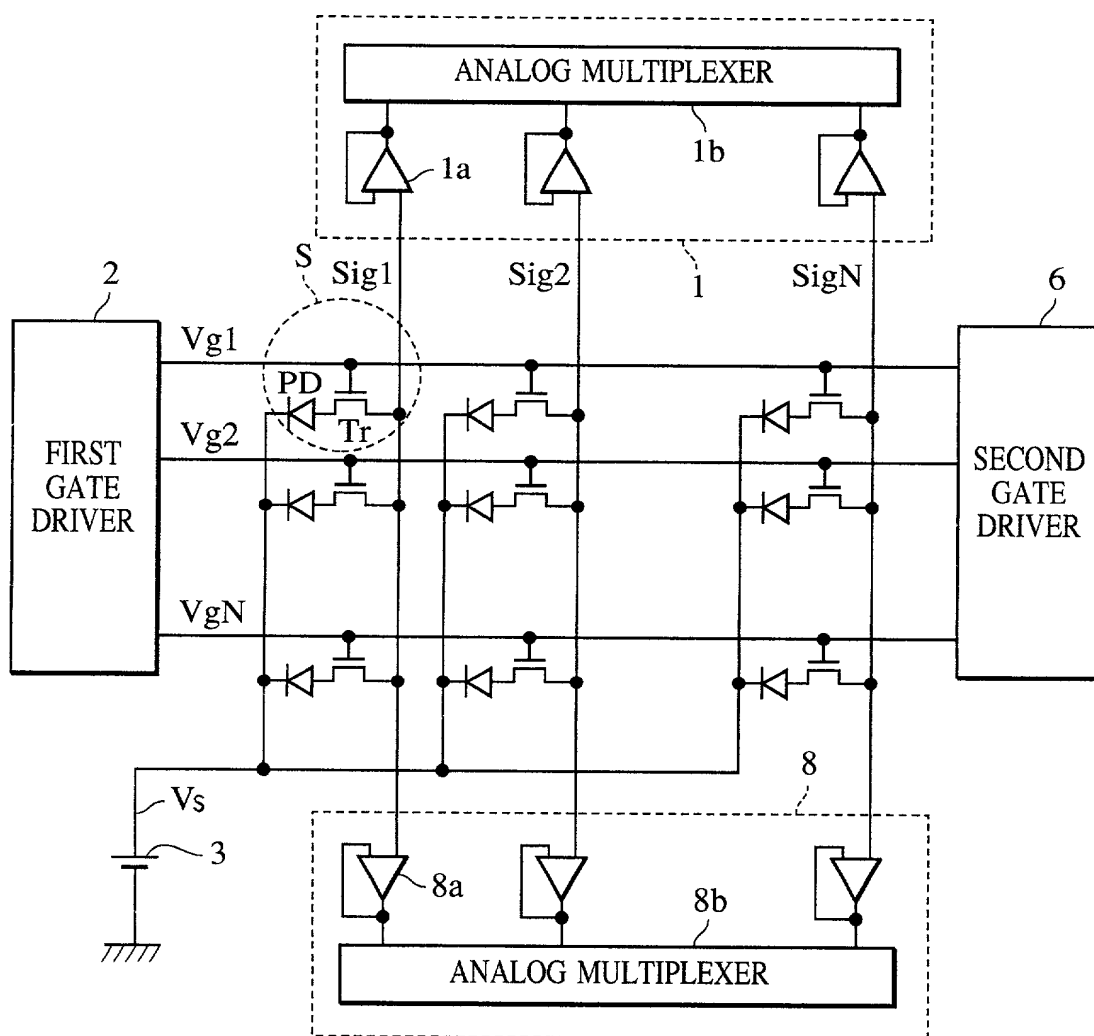 ANALOG MULTIPLEXER
1b
1a
S
Sig1
Sig2
1
SigN
2
6
Vg1
PD
Tr
Vg2
FIRST
GATE
DRIVER
SECOND
GATE
DRIVER
VgN
8
Vs
3
8a
8b
ANALOG MULTIPLEXER